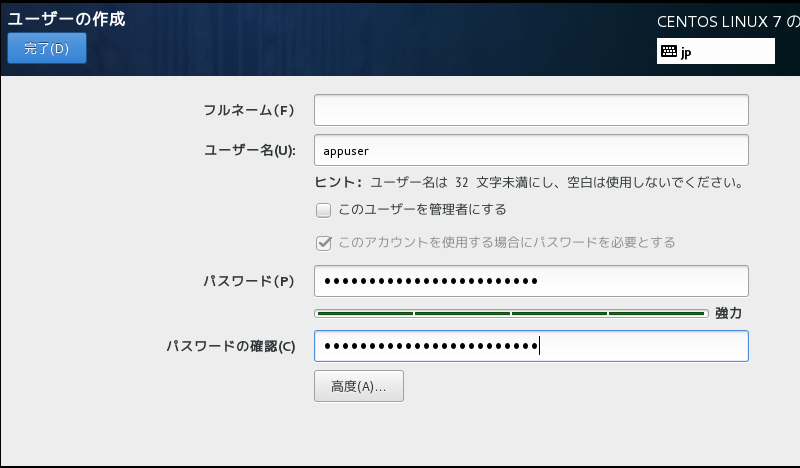 ユーザーの作成
CENTOS LINUX 7 の
完了(D)
jp
フルネーム(F)
ユーザー名(U):
appuser
ヒント: ユーザー名は 32 文字未満にし、空白は使用しないでください。
このユーザーを管理者にする
このアカウントを使用する場合にパスワードを必要とする
パスワード(P)
●●●●●●●●●●●●●●●●●●●●●●●●
強力
パスワードの確認(C)
●●●●●●●●●●●●●●●●●●●●●●●●
高度(A)...